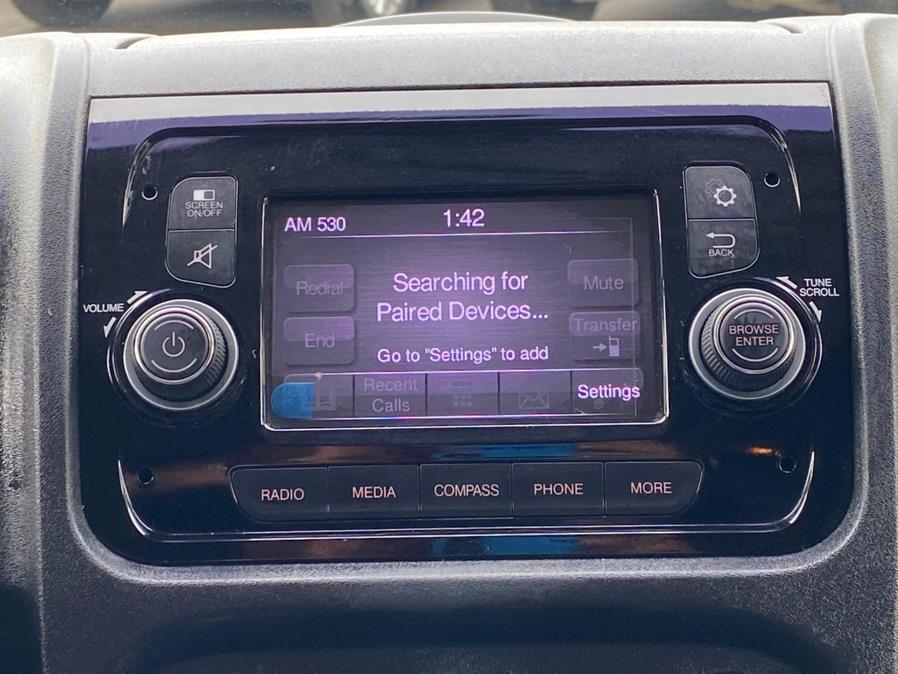 SCREEN
ON/OFF
AM 530
1:42
BACK
VOLUME
Redial
Searching for
Paired Devices...
Mute
TUNE
SCROLL
End
Transfer
BROWSE
ENTER
Go to "Settings" to add
Recent
Calls
Settings
RADIO
MEDIA
COMPASS
PHONE
MORE